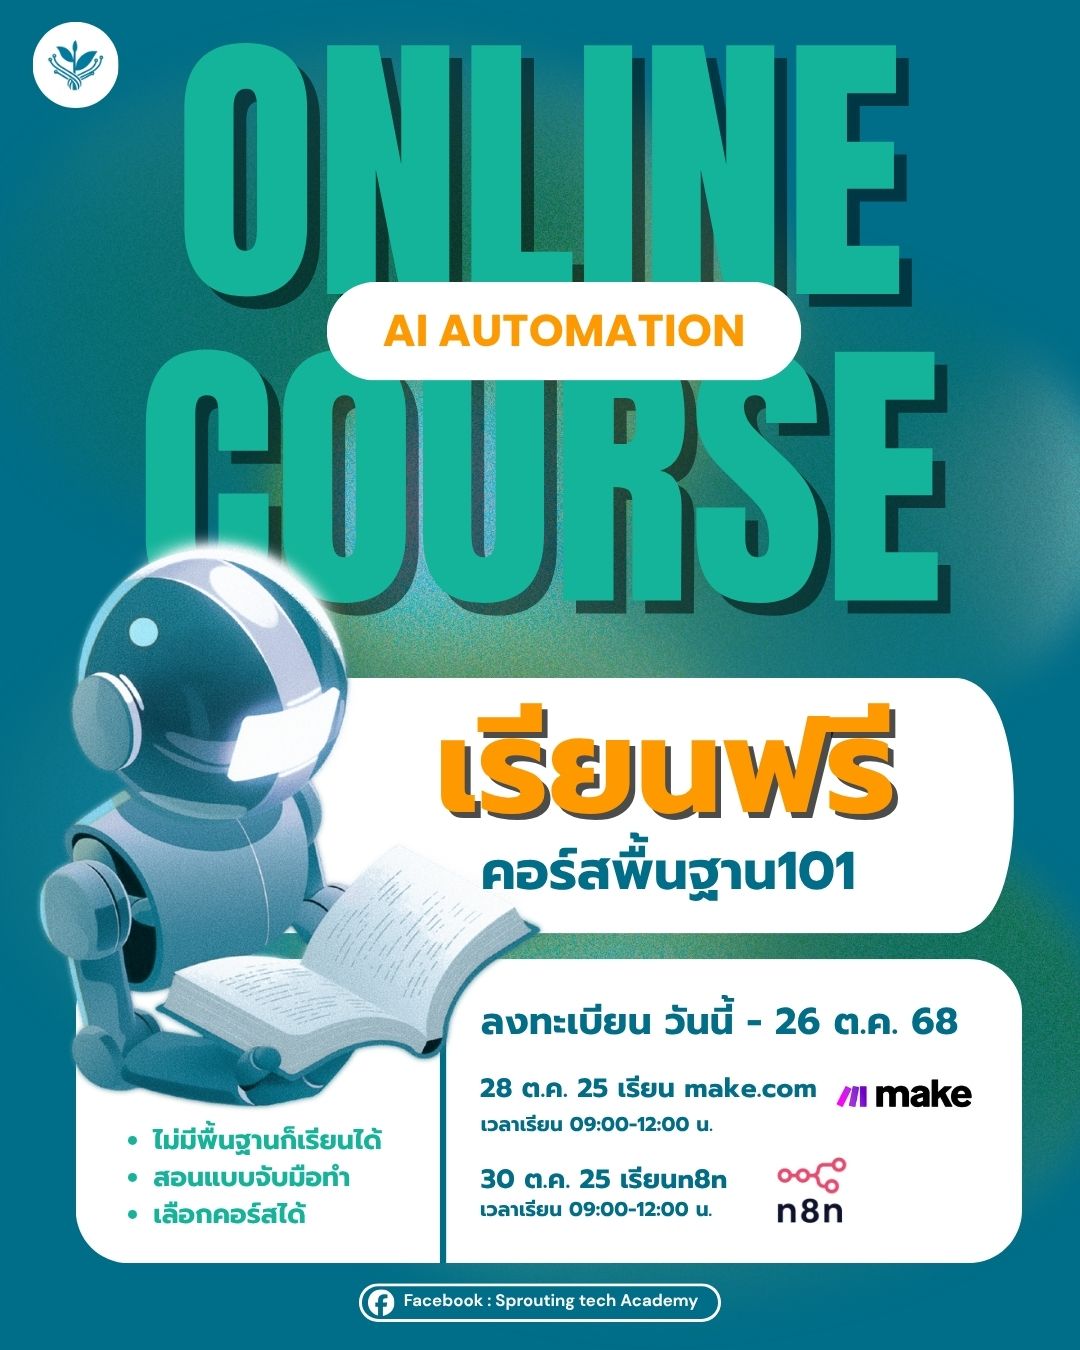 ONLINE
AI AUTOMATION
COURSE
เรียนฟรี
คอร์สพื้นฐาน101
ลงทะเบียน วันนี้ - 26 ต.ค. 68
28 ต.ค. 25 เรียน make.com
make
เวลาเรียน 09:00-12:00 น.
30 ต.ค. 25 เรียนn8n
เวลาเรียน 09:00-12:00 น.
n8n
• ไม่มีพื้นฐานก็เรียนได้
• สอนแบบจับมือทำ
• เลือกคอร์สได้
Facebook : Sprouting tech Academy